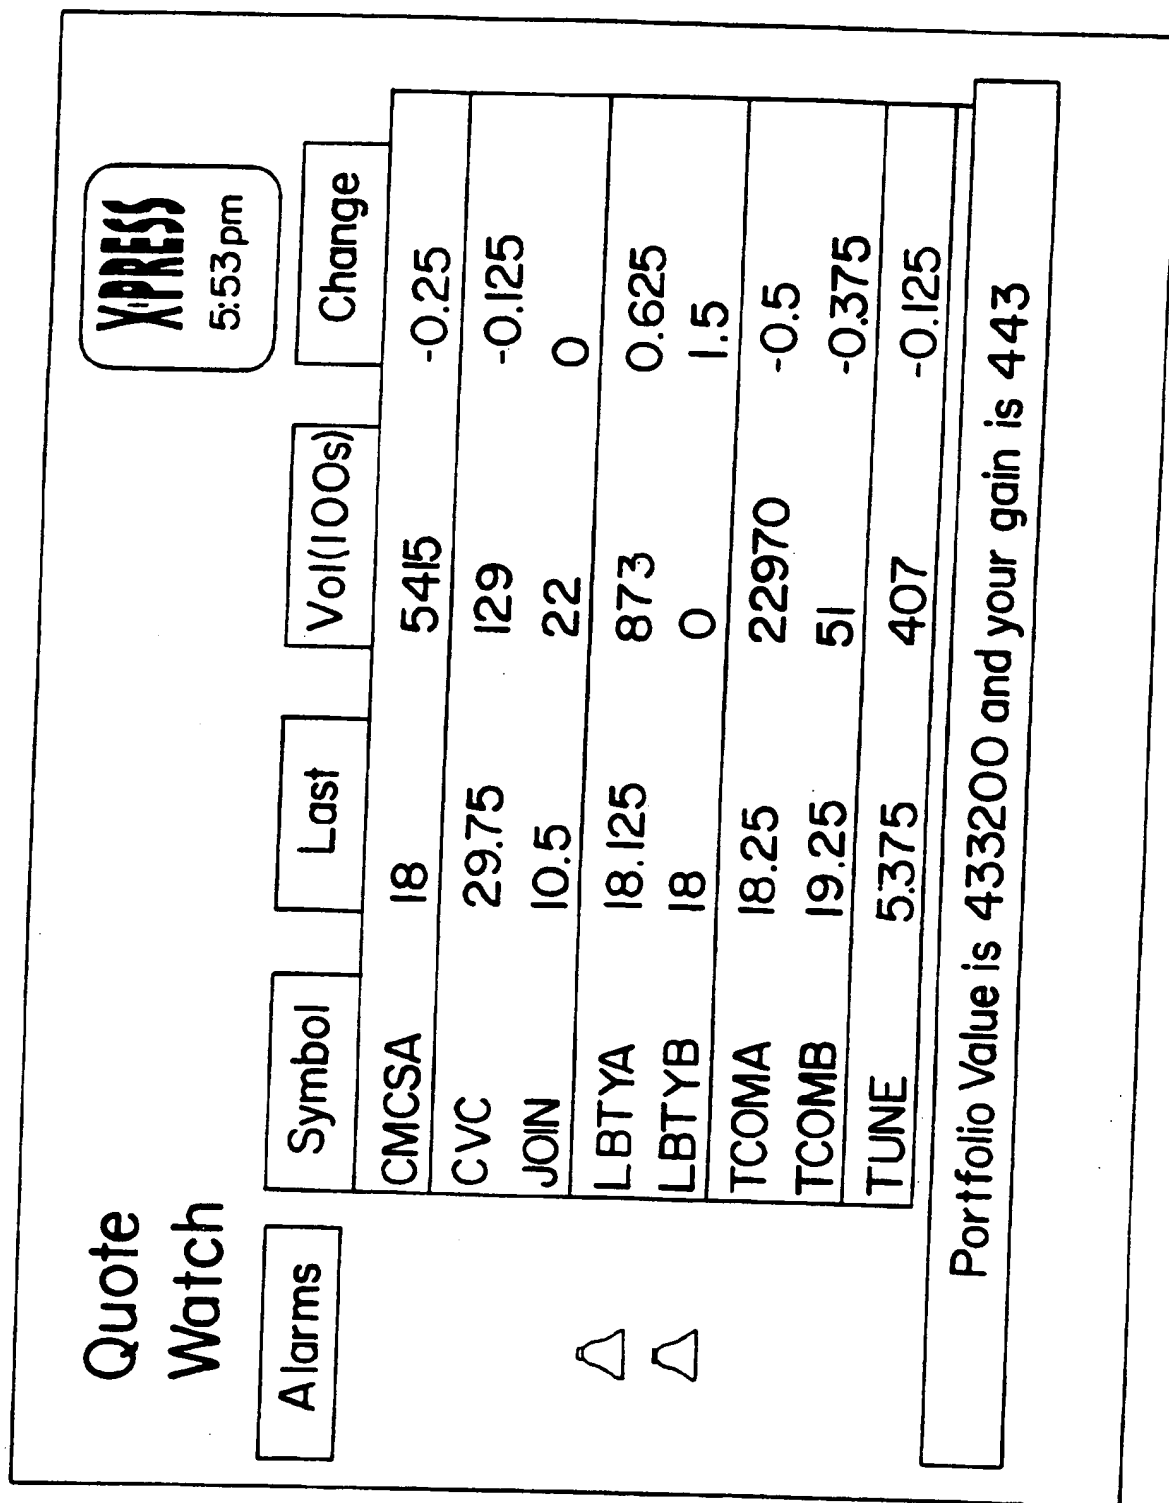 Quote
Watch
X·PRESS
5:53pm
Alarms Symbol Last Vol(100s) Change
CMCSA 18 5415 -0.25
CVC 29.75 129 -0.125
JOIN 10.5 22 0
LBTYA 18.125 873 0.625
LBTYB 18 0 1.5
TCOMA 18.25 22970 -0.5
TCOMB 19.25 51 -0.375
TUNE 5.375 407 -0.125
Portfolio Value is 433200 and your gain is 443